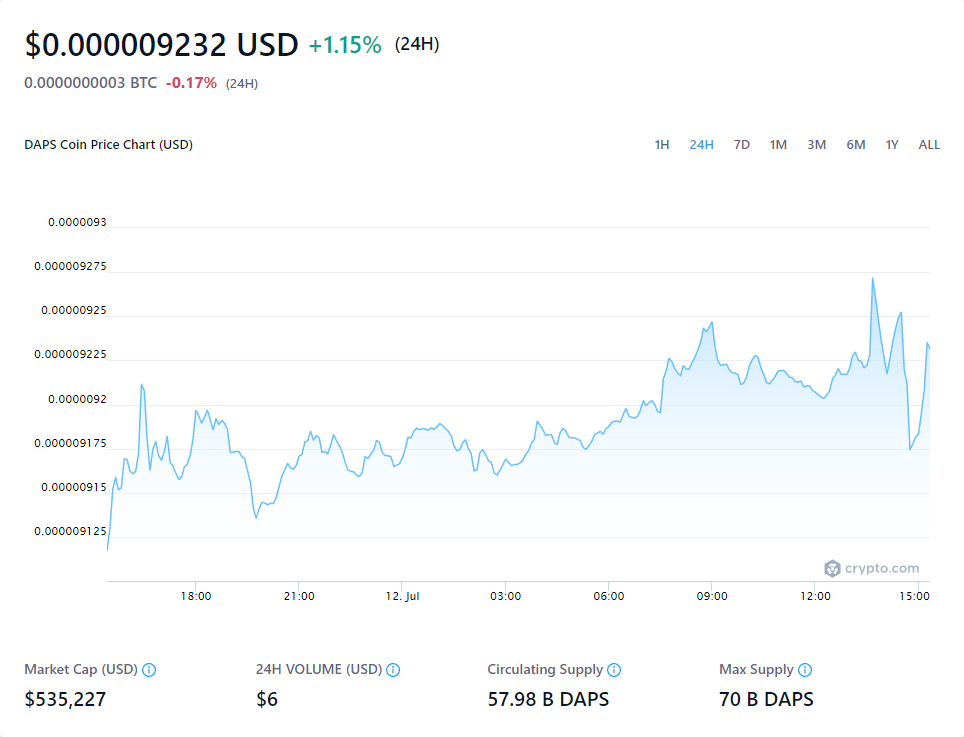 $0.000009232 USD +1.15% (24H)
0.0000000003 BTC -0.17% (24H)
DAPS Coin Price Chart (USD)
1H 24H 7D 1M 3M 6M 1Y ALL
0.0000093
0.000009275
0.00000925
0.000009225
0.0000092
0.000009175
0.00000915
0.000009125
crypto.com
18:00 21:00 12. Jul 03:00 06:00 09:00 12:00 15:00
Market Cap (USD) 24H VOLUME (USD) Circulating Supply Max Supply
$535,227 $6 57.98 B DAPS 70 B DAPS